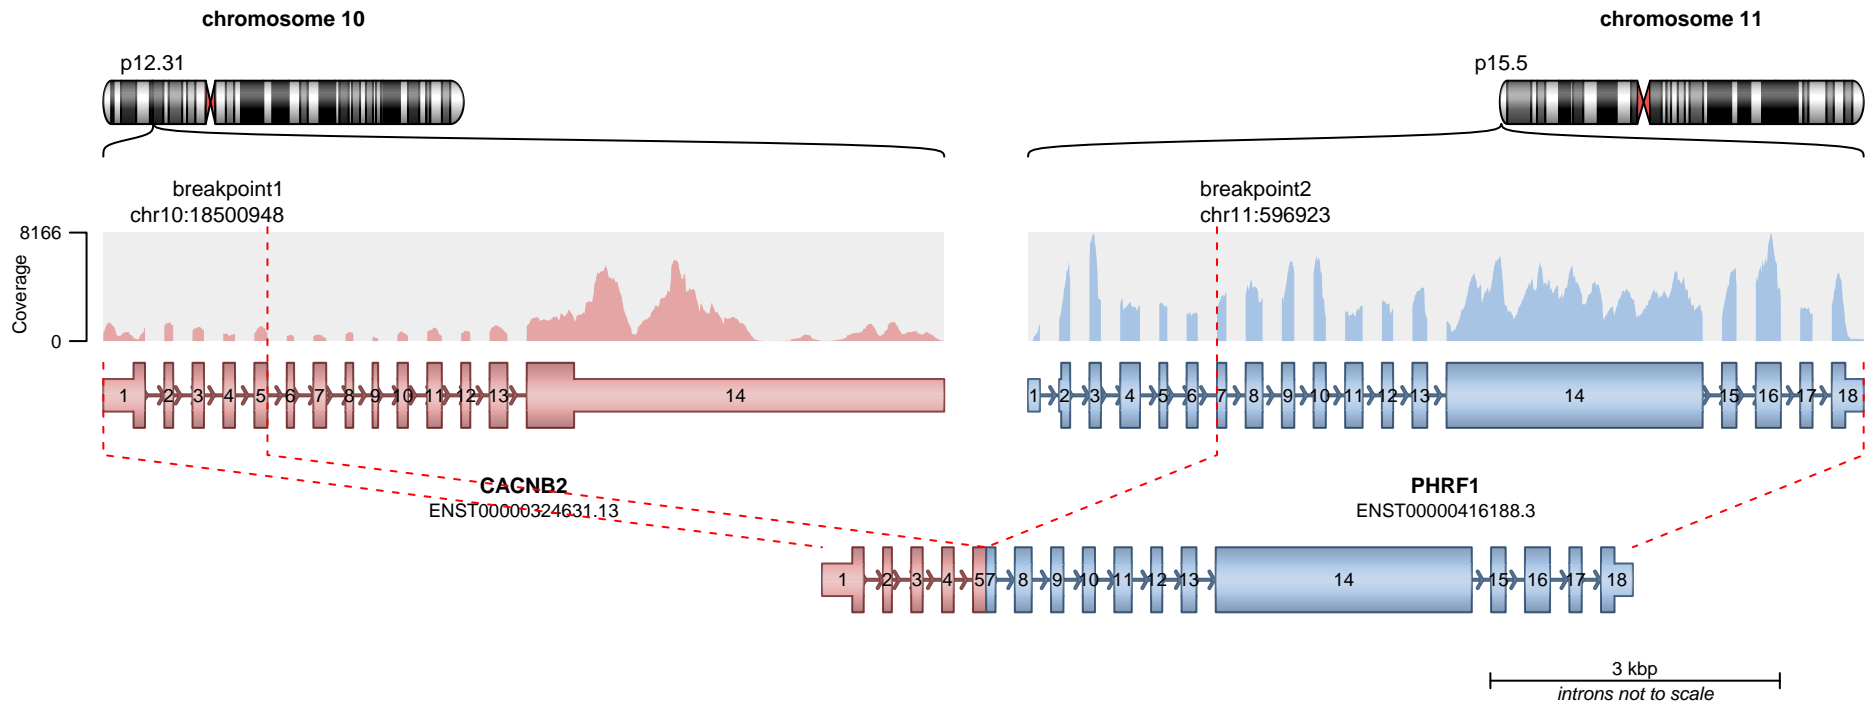 chromosome 10
chromosome 11
p12.31
p15.5
breakpoint1
chr10:18500948
breakpoint2
chr11:596923
8166
Coverage
0
1 2 3 4 5 6 7 8 9 10 11 12 13 14
1 2 3 4 5 6 7 8 9 10 11 12 13 14 15 16 17 18
CACNB2
ENST00000324631.13
PHRF1
ENST00000416188.3
1 2 3 4 5 7 8 9 10 11 12 13 14 15 16 17 18
3 kbp
introns not to scale